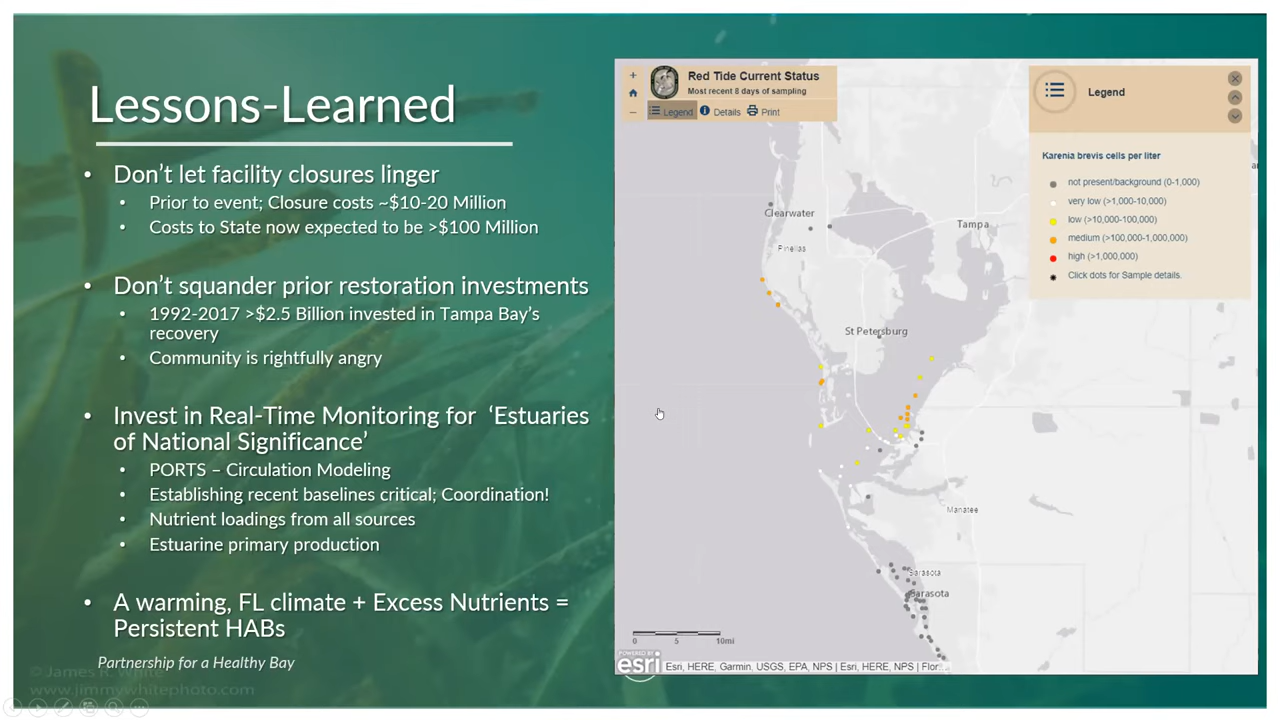 Lessons-Learned
• Don't let facility closures linger
• Prior to event; Closure costs ~$10-20 Million
• Costs to State now expected to be >$100 Million
• Don't squander prior restoration investments
• 1992-2017 >$2.5 Billion invested in Tampa Bay's
recovery
• Community is rightfully angry
• Invest in Real-Time Monitoring for 'Estuaries
of National Significance'
• PORTS – Circulation Modeling
• Establishing recent baselines critical; Coordination!
• Nutrient loadings from all sources
• Estuarine primary production
• A warming, FL climate + Excess Nutrients =
Persistent HABs
Partnership for a Healthy Bay
© James R. White
www.jimmywhitephoto.com
Red Tide Current Status
Most recent 8 days of sampling
Legend Details Print
Legend
Karenia brevis cells per liter
not present/background (0-1,000)
very low (>1,000-10,000)
low (>10,000-100,000)
medium (>100,000-1,000,000)
high (>1,000,000)
Click dots for Sample details.
Clearwater
Tampa
Pinellas
St Petersburg
Manatee
Sarasota
Sarasota
0 5 10mi
POWERED BY
esri
Esri, HERE, Garmin, USGS, EPA, NPS | Esri, HERE, NPS | Flor...